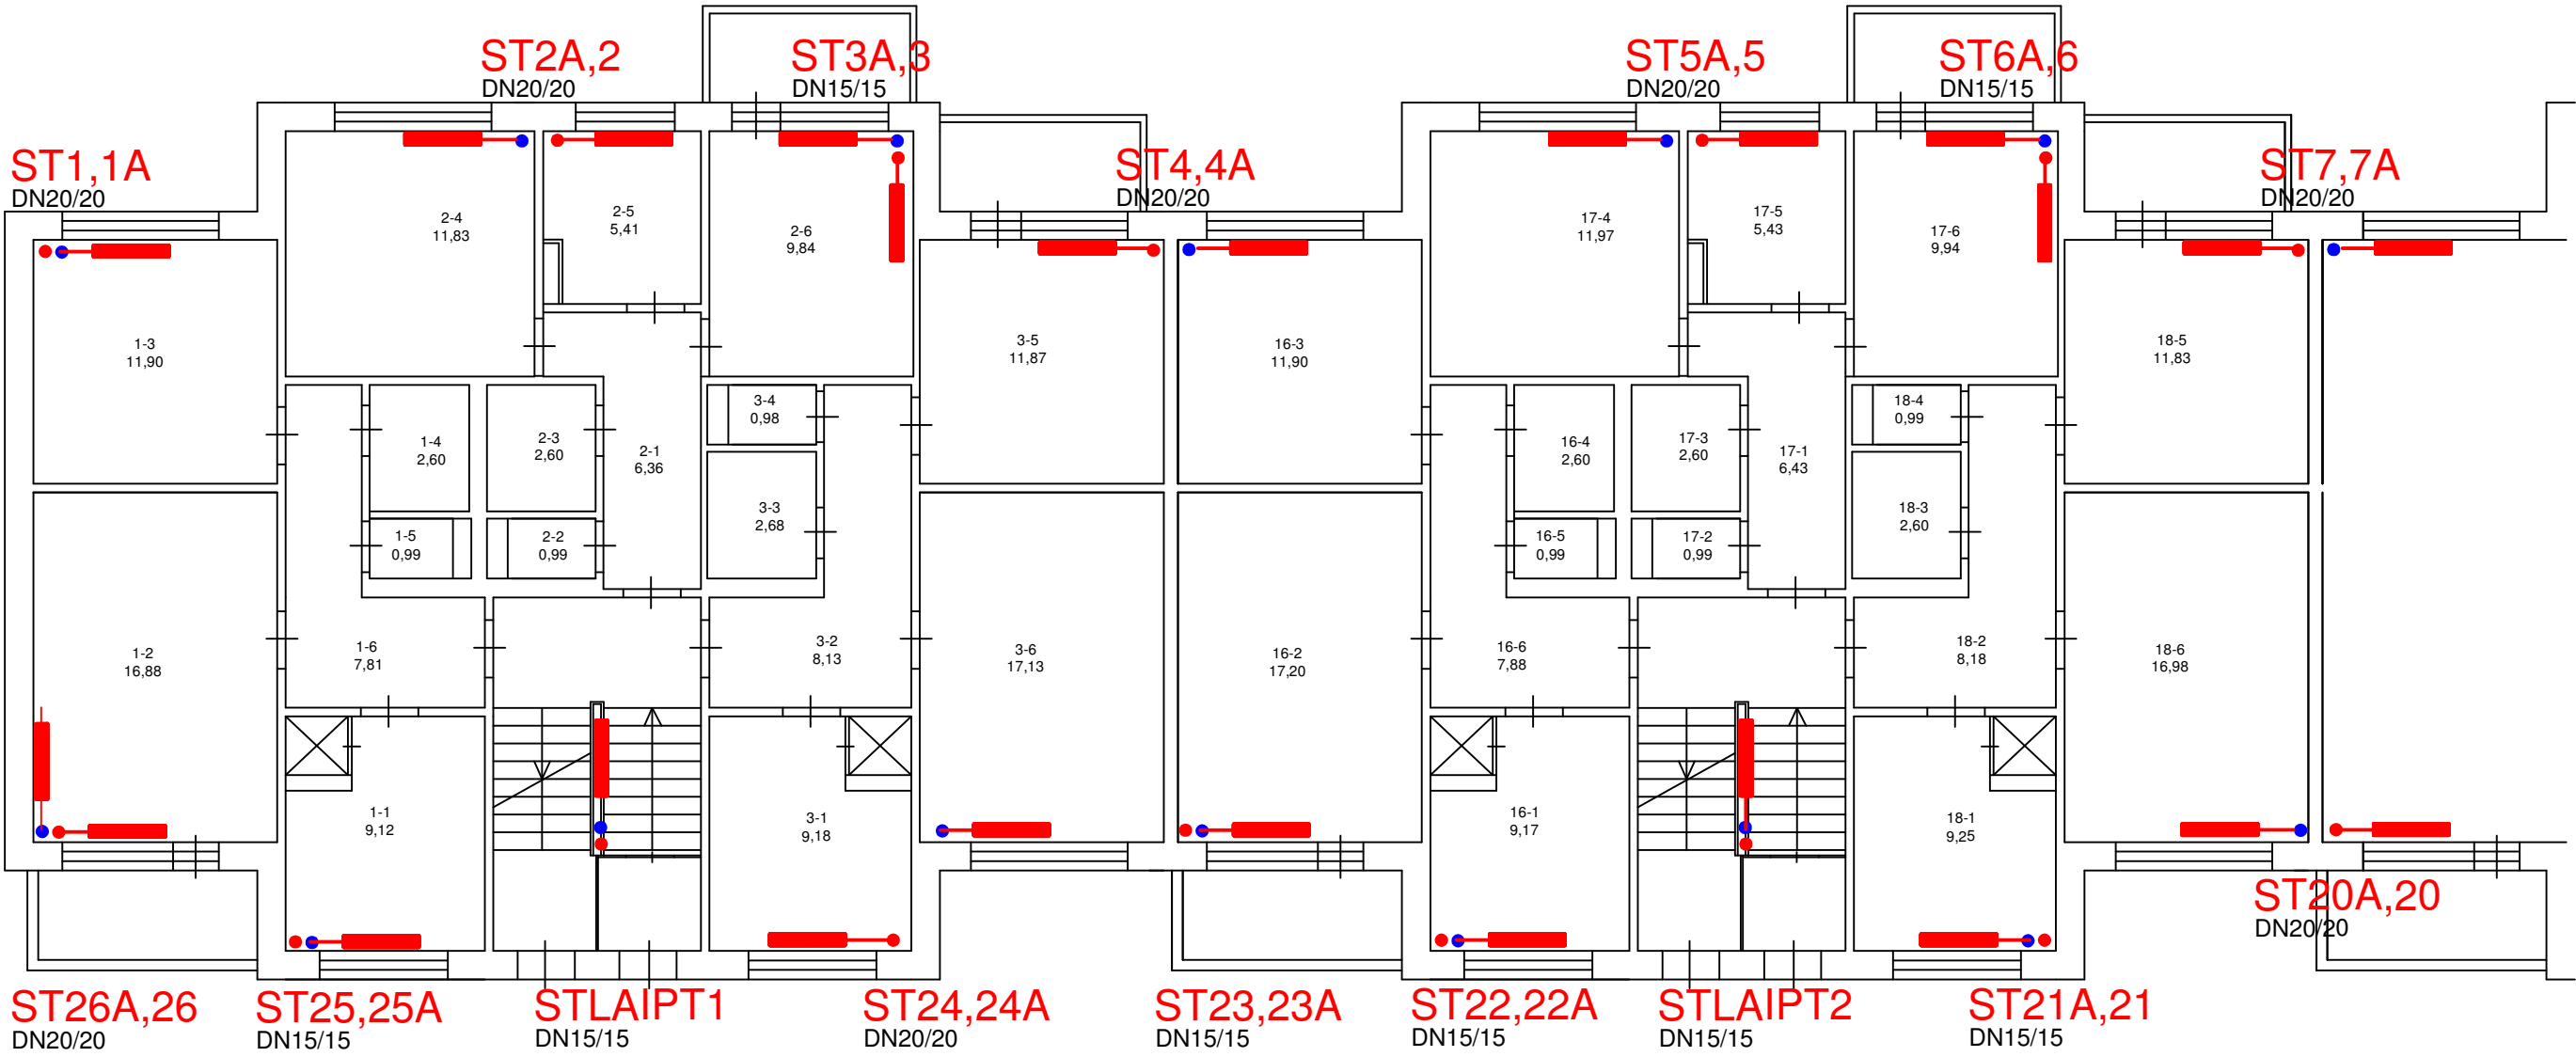 ST2A,2
DN20/20
ST3A,3
DN15/15
ST5A,5
DN20/20
ST6A,6
DN15/15
ST1,1A
DN20/20
ST4,4A
DN20/20
ST7,7A
DN20/20
2-4
11,83
2-5
5,41
2-6
9,84
17-4
11,97
17-5
5,43
17-6
9,94
1-3
11,90
3-5
11,87
16-3
11,90
18-5
11,83
1-4
2,60
2-3
2,60
2-1
6,36
3-4
0,98
16-4
2,60
17-3
2,60
17-1
6,43
18-4
0,99
1-5
0,99
2-2
0,99
3-3
2,68
16-5
0,99
17-2
0,99
18-3
2,60
1-2
16,88
1-6
7,81
3-2
8,13
3-6
17,13
16-2
17,20
16-6
7,88
18-2
8,18
18-6
16,98
1-1
9,12
3-1
9,18
16-1
9,17
18-1
9,25
ST20A,20
DN20/20
ST26A,26
DN20/20
ST25,25A
DN15/15
STLAIPT1
DN15/15
ST24,24A
DN20/20
ST23,23A
DN15/15
ST22,22A
DN15/15
STLAIPT2
DN15/15
ST21A,21
DN15/15